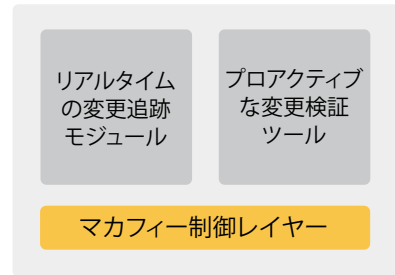 リアルタイム
の変更追跡
モジュール
プロアクティブ
な変更検証
ツール
マカフィー制御レイヤー